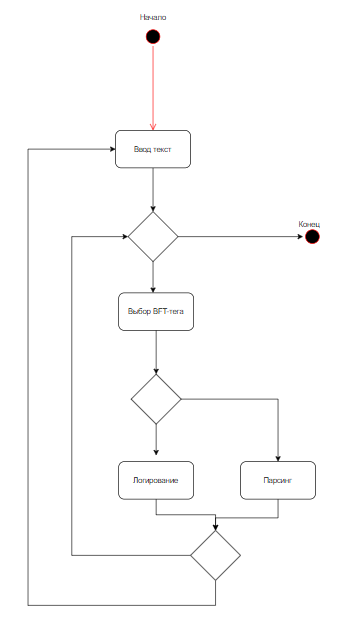 Начало
Ввод текст
Конец
Выбор BFT-тега
Логирование
Парсинг